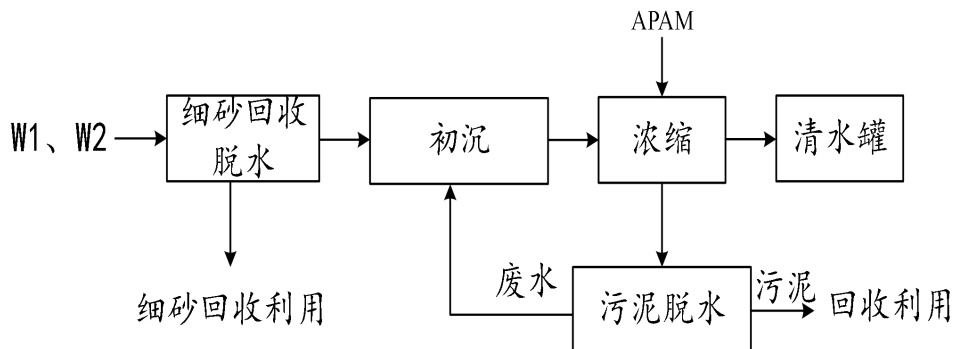 APAM
W1、W2
细砂回收
脱水
初沉
浓缩
清水罐
细砂回收利用
废水
污泥脱水
污泥
回收利用